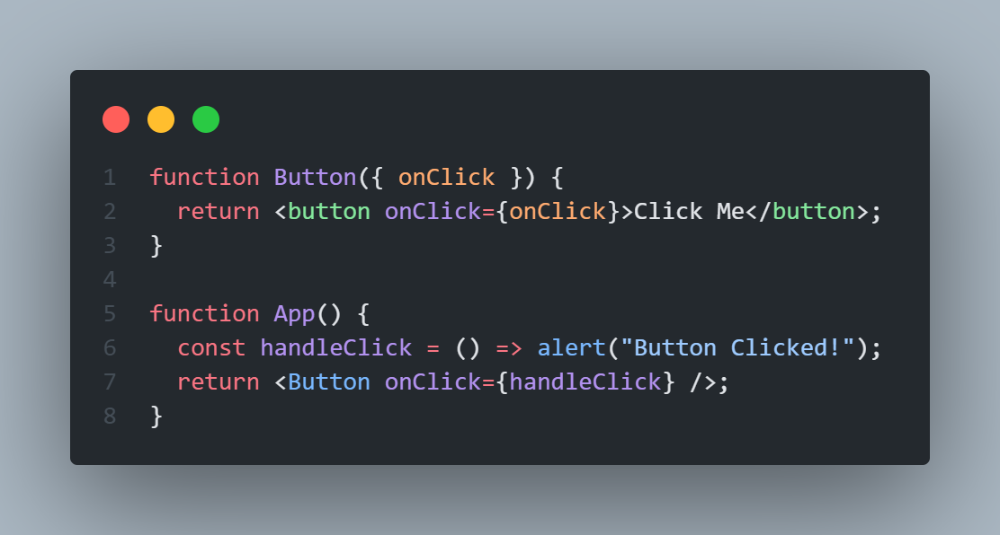 1 function Button({ onClick }) {
2   return <button onClick={onClick}>Click Me</button>;
3 }
4
5 function App() {
6   const handleClick = () => alert("Button Clicked!");
7   return <Button onClick={handleClick} />;
8 }